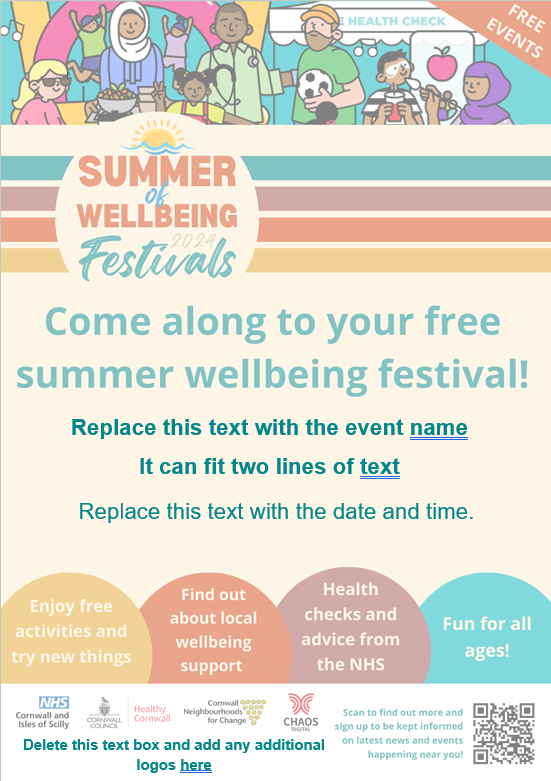 E HEALTH CHECK
FREE
EVENTS
SUMMER
of
WELLBEING
2024
Festivals
Come along to your free
summer wellbeing festival!
Replace this text with the event name
It can fit two lines of text
Replace this text with the date and time.
Enjoy free
activities and
try new things
Find out
about local
wellbeing
support
Health
checks and
advice from
the NHS
Fun for all
ages!
NHS
Cornwall and
Isles of Scilly
CORNWALL
COUNCIL
Healthy
Cornwall
Cornwall
Neighbourhoods
for Change
CHAOS
DIGITAL
Scan to find out more and
sign up to be kept informed
on latest news and events
happening near you!
Delete this text box and add any additional
logos here